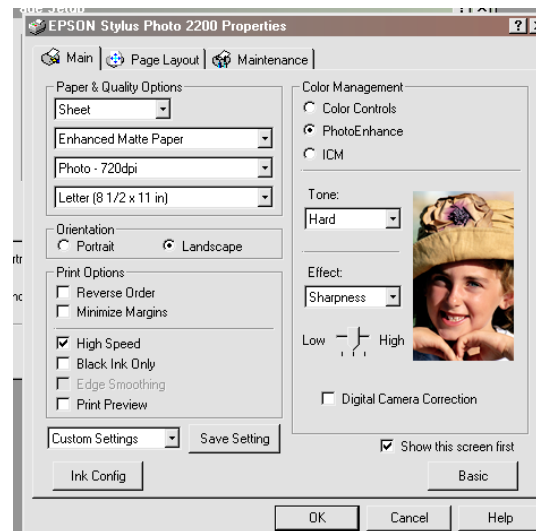 EPSON Stylus Photo 2200 Properties
Main
Page Layout
Maintenance
Paper & Quality Options
Sheet
Enhanced Matte Paper
Photo - 720dpi
Letter (8 1/2 x 11 in)
Orientation
Portrait
Landscape
Print Options
Reverse Order
Minimize Margins
High Speed
Black Ink Only
Edge Smoothing
Print Preview
Custom Settings
Save Setting
Ink Config
Color Management
Color Controls
PhotoEnhance
ICM
Tone:
Hard
Effect:
Sharpness
Low
High
Digital Camera Correction
Show this screen first
Basic
OK
Cancel
Help